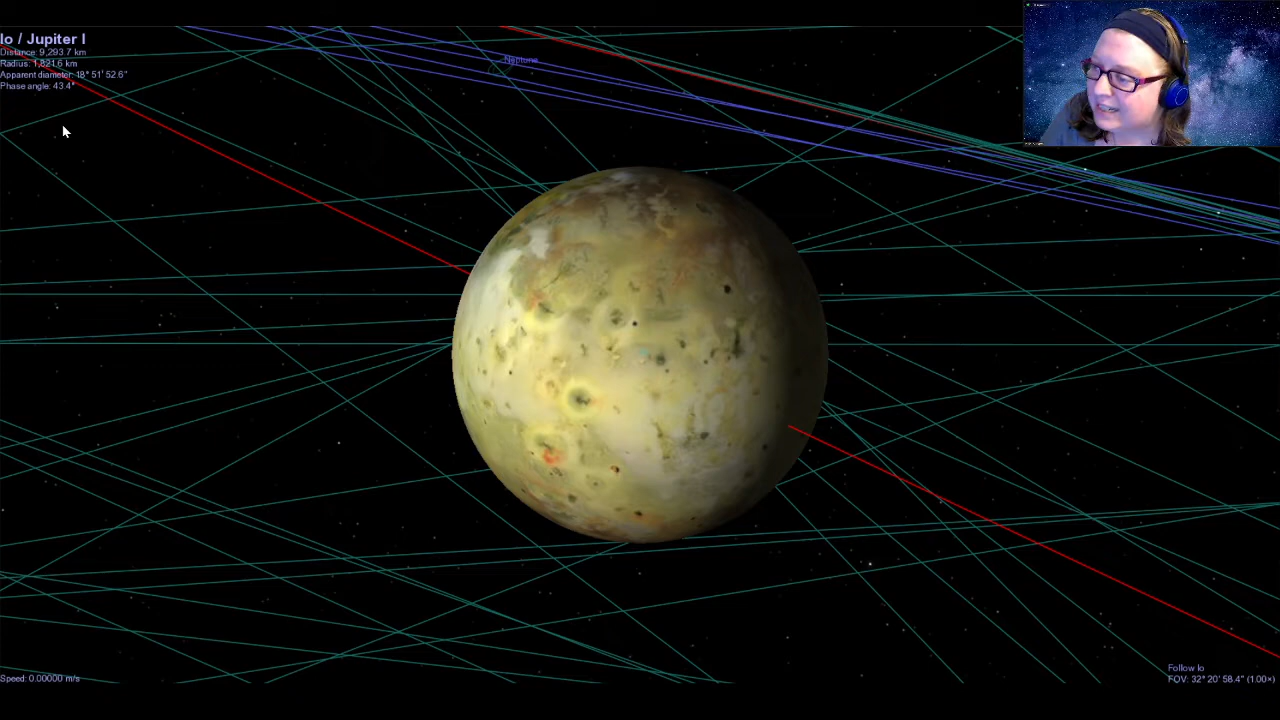 Io / Jupiter I
Distance: 9,293.7 km
Radius: 1,821.6 km
Apparent diameter: 18° 51' 52.6"
Phase angle: 43.4°
Neptune
Speed: 0.00000 m/s
Follow Io
FOV: 32° 20' 58.4" (1.00×)